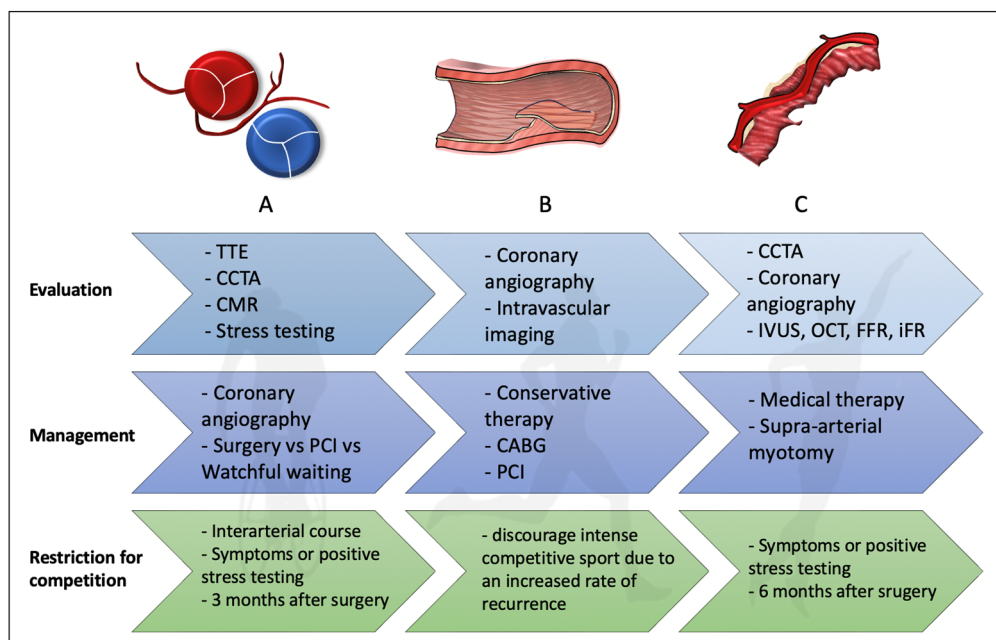 A
B
C
Evaluation
- TTE
- CCTA
- CMR
- Stress testing
- Coronary
angiography
- Intravascular
imaging
- CCTA
- Coronary
angiography
- IVUS, OCT, FFR, iFR
Management
- Coronary
angiography
- Surgery vs PCI vs
Watchful waiting
- Conservative
therapy
- CABG
- PCI
- Medical therapy
- Supra-arterial
myotomy
Restriction for
competition
- Interarterial course
- Symptoms or positive
stress testing
- 3 months after surgery
- discourage intense
competitive sport due to
an increased rate of
recurrence
- Symptoms or positive
stress testing
- 6 months after srugery